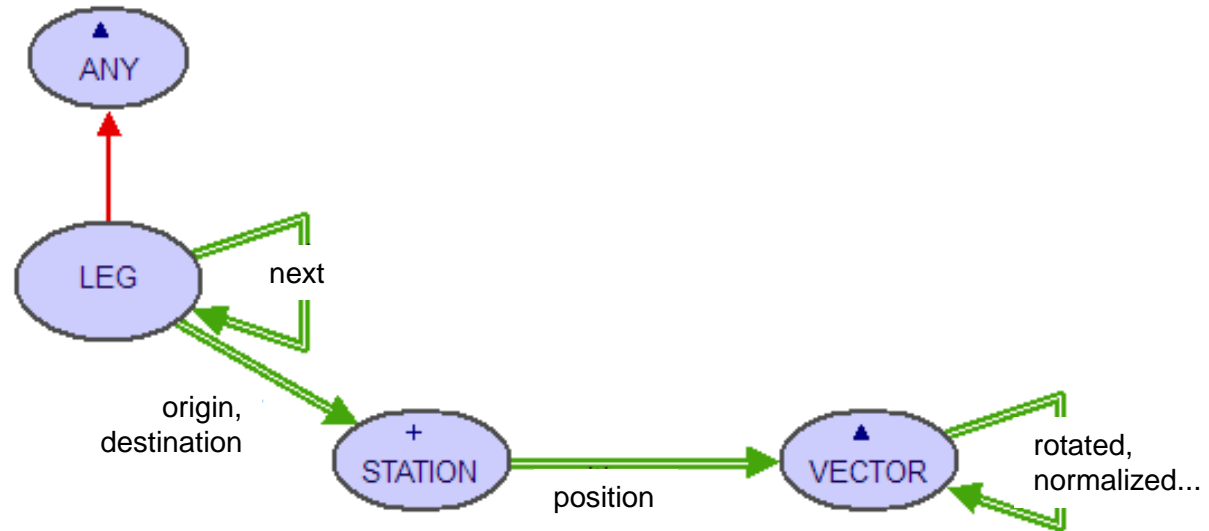 ANY
LEG
next
origin,
destination
+
STATION
position
VECTOR
rotated,
normalized...